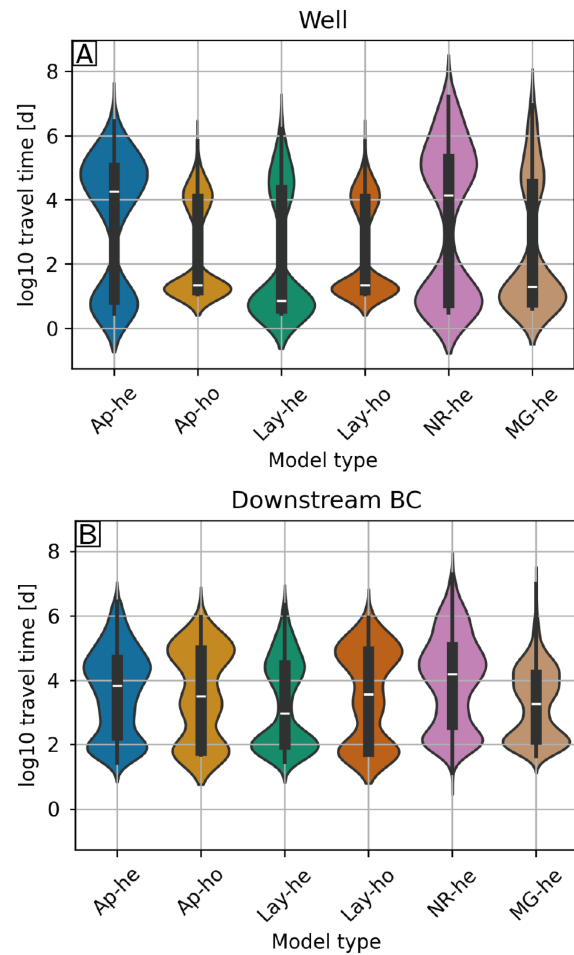 Well
A
8
6
4
2
0
log10 travel time [d]
Ap-he
Ap-ho
Lay-he
Lay-ho
NR-he
MG-he
Model type
Downstream BC
B
8
6
4
2
0
log10 travel time [d]
Ap-he
Ap-ho
Lay-he
Lay-ho
NR-he
MG-he
Model type